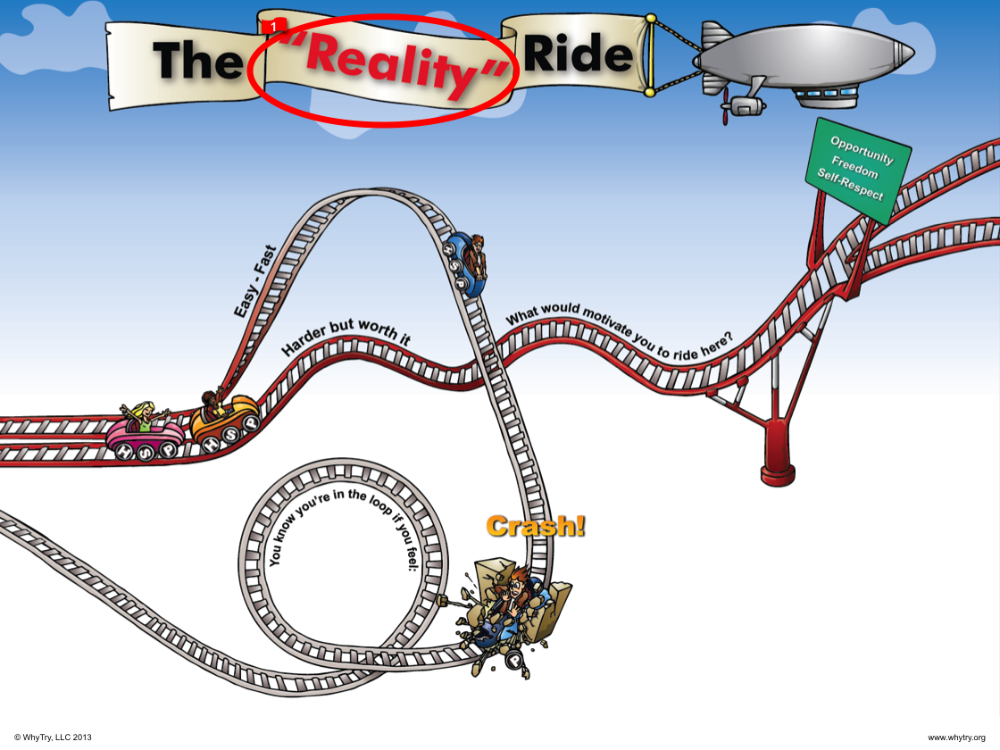 1
The "Reality" Ride
Opportunity
Freedom
Self-Respect
Easy - Fast
Harder but worth it
What would motivate you to ride here?
H S P
H S P
H S P
You know you're in the loop if you feel:
Crash!
P
© WhyTry, LLC 2013
www.whytry.org